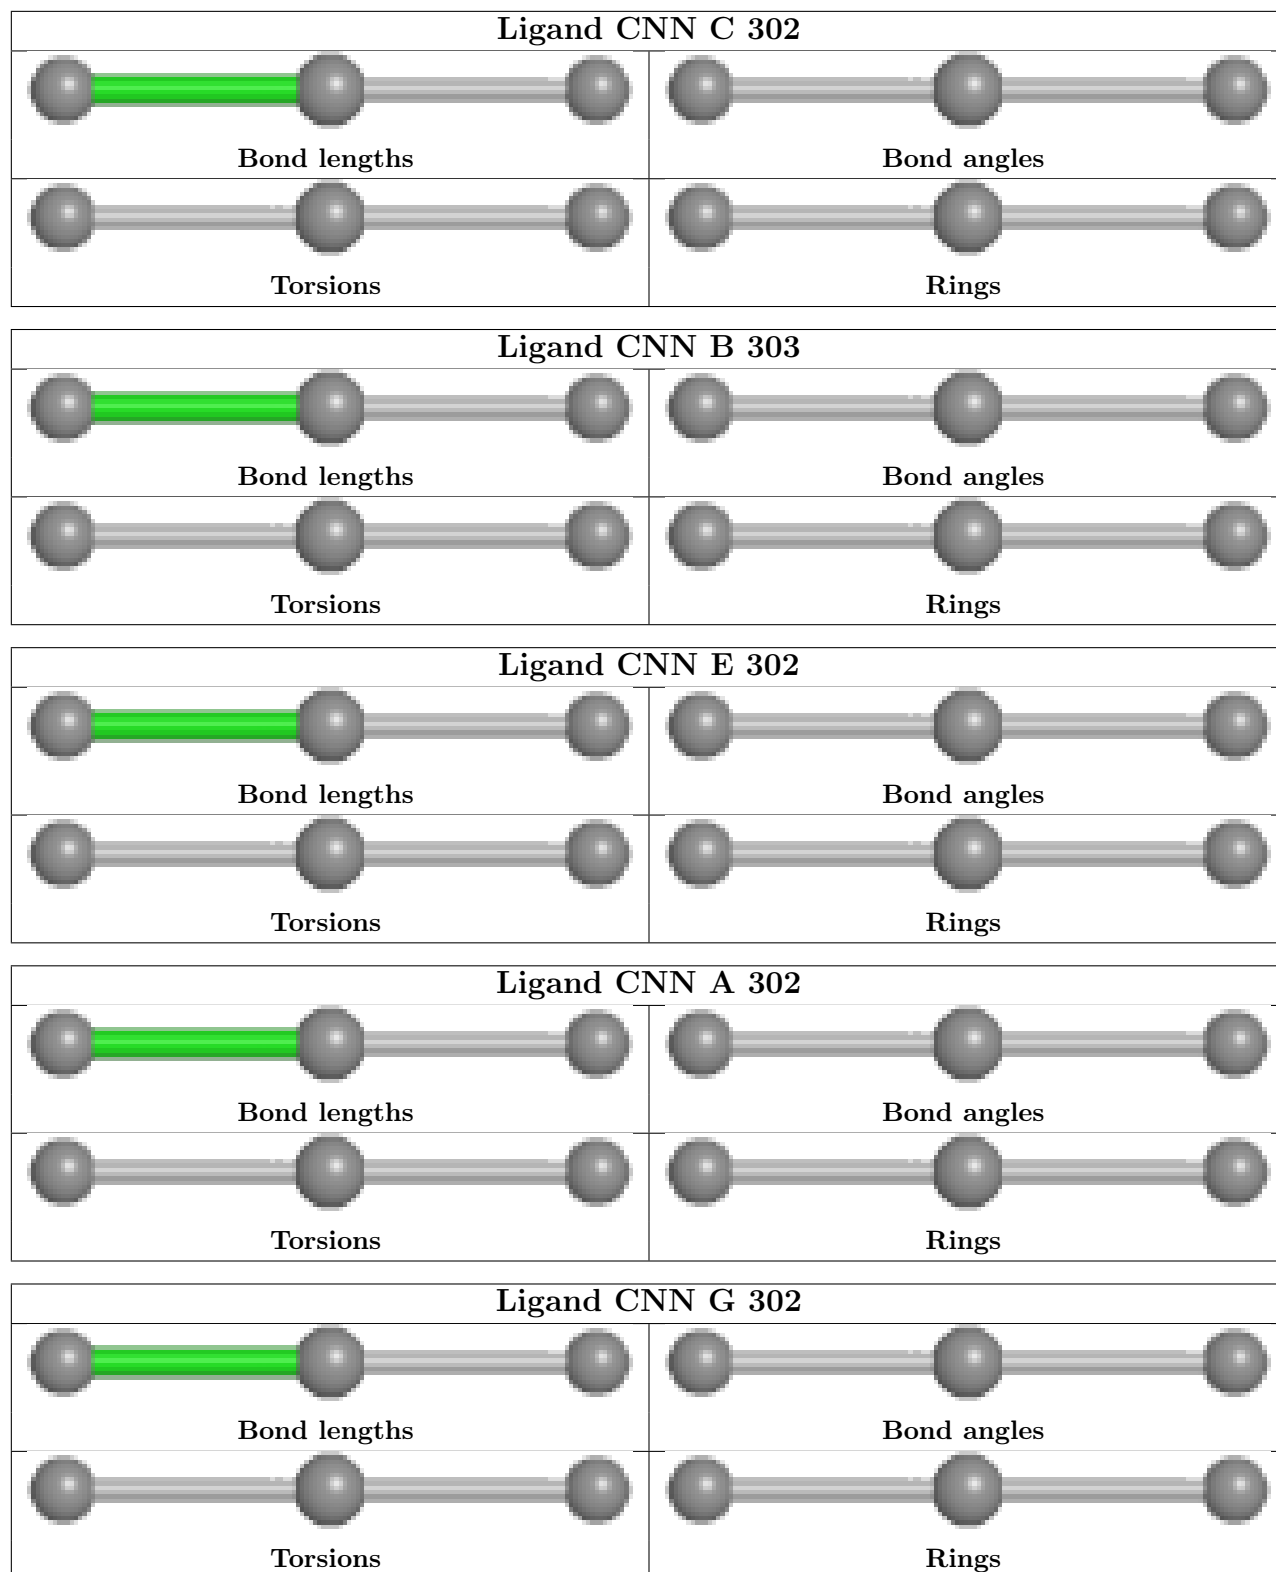 Ligand CNN C 302
Bond lengths
Bond angles
Torsions
Rings
Ligand CNN B 303
Bond lengths
Bond angles
Torsions
Rings
Ligand CNN E 302
Bond lengths
Bond angles
Torsions
Rings
Ligand CNN A 302
Bond lengths
Bond angles
Torsions
Rings
Ligand CNN G 302
Bond lengths
Bond angles
Torsions
Rings